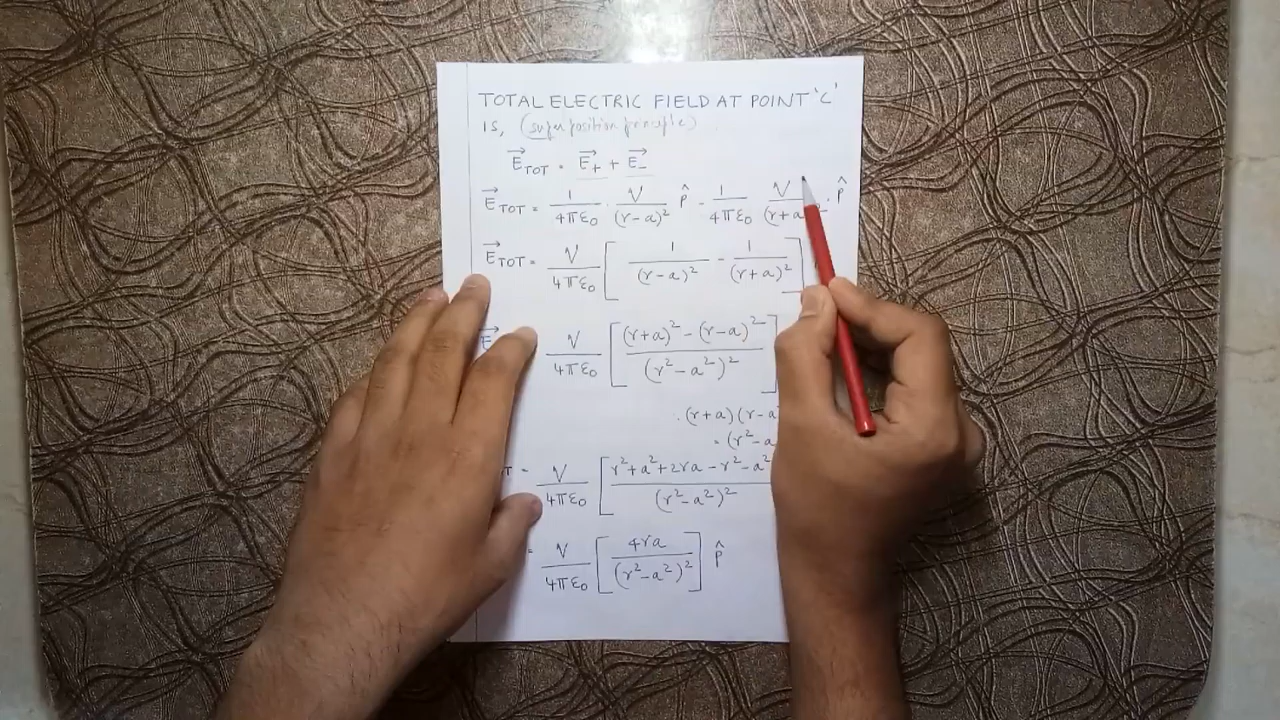 TOTAL ELECTRIC FIELD AT POINT 'C'
IS, (superposition principle)
E⃗TOT = E⃗+ + E⃗-
E⃗TOT = 1/4πε0 · V/(r-a)² p̂ - 1/4πε0 V/(r+a · p̂
E⃗TOT = V/4πε0 [ 1/(r-a)² - 1/(r+a)² ]
E⃗ V/4πε0 [ (r+a)² - (r-a)² / (r²-a²)² ]
· (r+a) (r-a
= (r²-a
T = V/4πε0 [ r²+a²+2ra-r²-a² / (r²-a²)²
= V/4πε0 [ 4ra / (r²-a²)² ] p̂